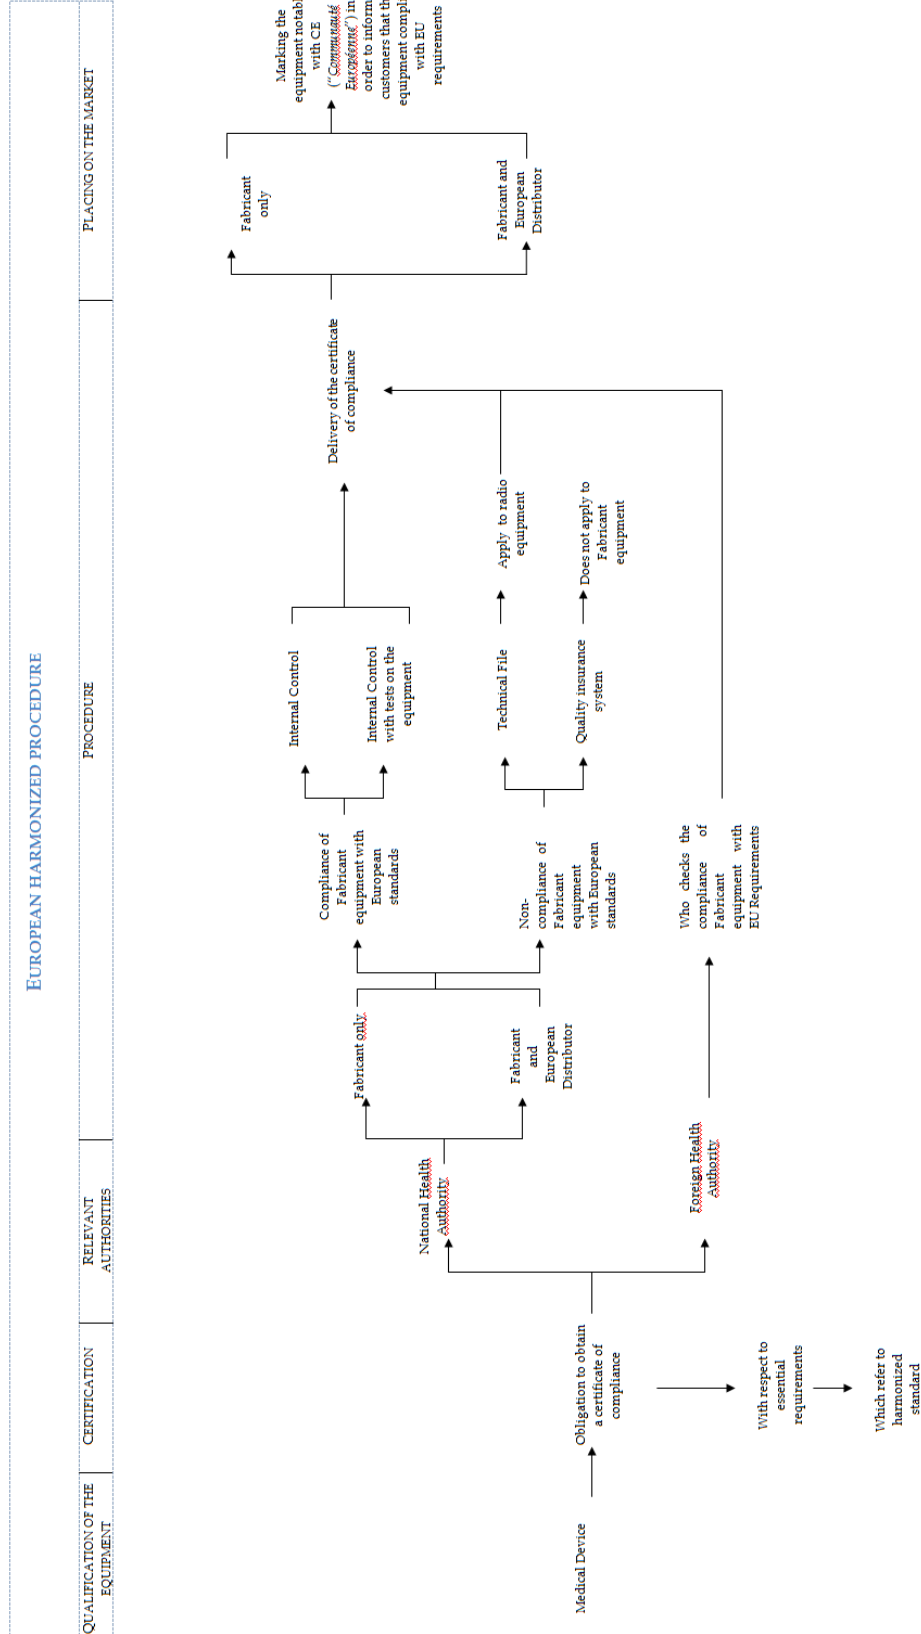 EUROPEAN HARMONIZED PROCEDURE
QUALIFICATION OF THE
EQUIPMENT
CERTIFICATION
RELEVANT
AUTHORITIES
PROCEDURE
PLACING ON THE MARKET
Medical Device
Obligation to obtain
a certificate of
compliance
With respect to
essential
requirements
Which refer to
harmonized
standard
National Health
Authority
Foreign Health
Authority
Fabricant only
Fabricant
and
European
Distributor
Compliance of
Fabricant
equipment with
European
standards
Non-
compliance of
Fabricant
equipment
with European
standards
Who checks the
compliance of
Fabricant
equipment with
EU Requirements
Internal Control
Internal Control
with tests on the
equipment
Technical File
Quality insurance
system
Apply to radio
equipment
Does not apply to
Fabricant
equipment
Delivery of the certificate
of compliance
Fabricant
only
Fabricant and
European
Distributor
Marking the
equipment
with CE
("Communauté
Européenne") in
order to inform
customers that
equipment
with EU
requirements